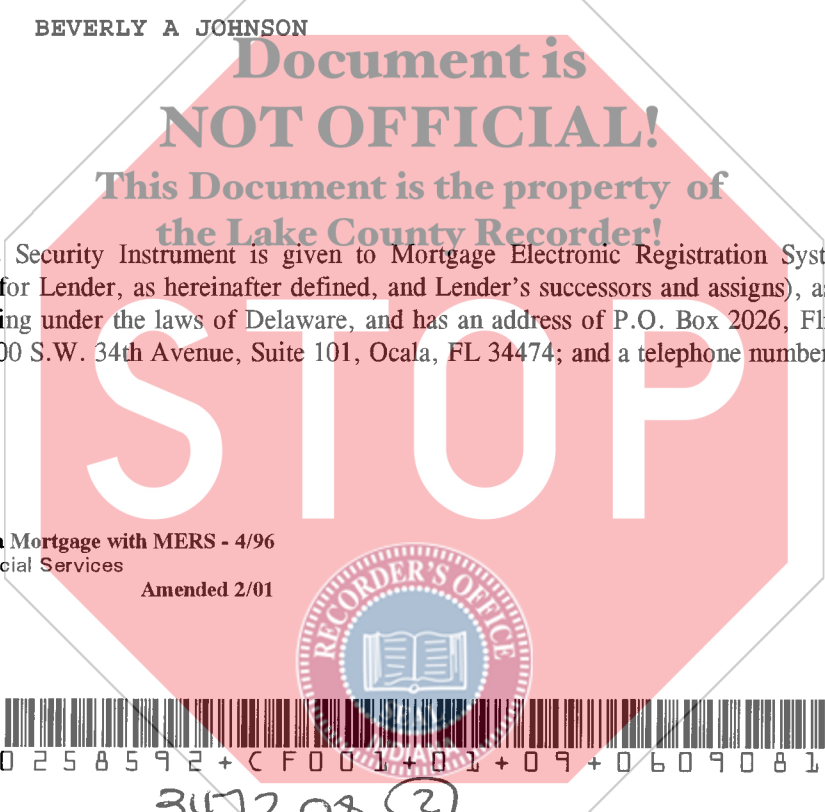 BEVERLY A JOHNSON
Document is
NOT OFFICIAL!
This Document is the property of
the Lake County Recorder!
Security Instrument is given to Mortgage Electronic Registration Syst
for Lender, as hereinafter defined, and Lender's successors and assigns), as
ing under the laws of Delaware, and has an address of P.O. Box 2026, Fli
00 S.W. 34th Avenue, Suite 101, Ocala, FL 34474; and a telephone number
STOP
a Mortgage with MERS - 4/96
cial Services
Amended 2/01
RECORDER'S OFFICE
SEAL
INDIANA
0258592+CF001+01+09+0609081